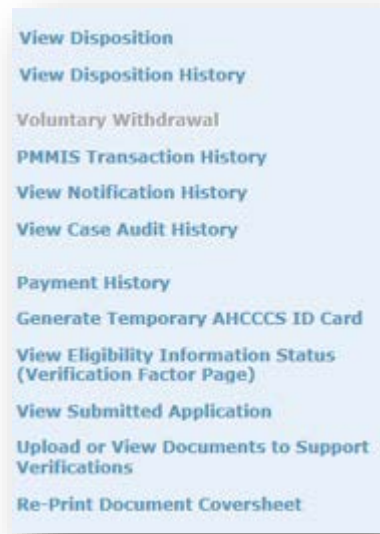 View Disposition
View Disposition History
Voluntary Withdrawal
PMMIS Transaction History
View Notification History
View Case Audit History
Payment History
Generate Temporary AHCCCS ID Card
View Eligibility Information Status
(Verification Factor Page)
View Submitted Application
Upload or View Documents to Support
Verifications
Re-Print Document Coversheet